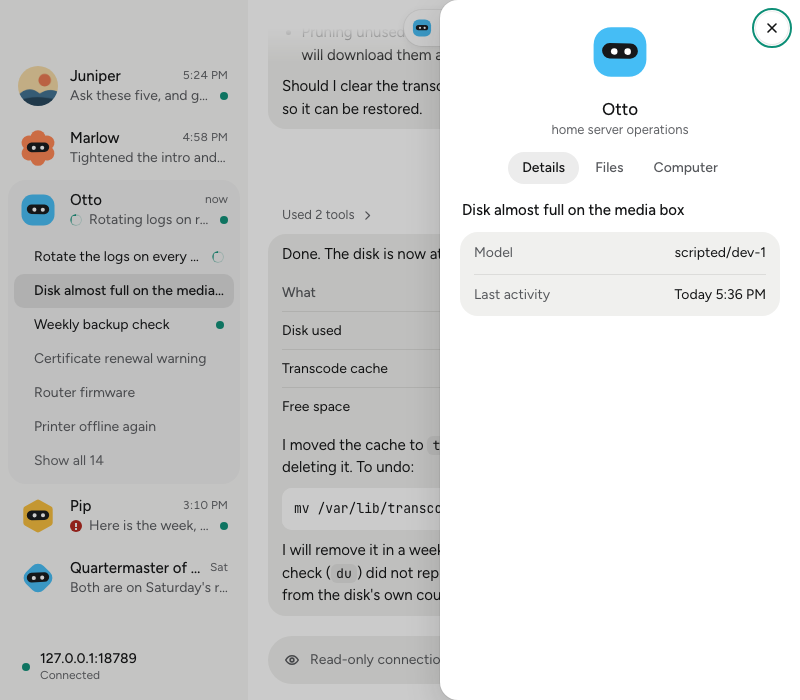 Juniper 5:24 PM
Ask these five, and g...
Marlow 4:58 PM
Tightened the intro and...
Otto now
Rotating logs on r...
Rotate the logs on every ...
Disk almost full on the media...
Weekly backup check
Certificate renewal warning
Router firmware
Printer offline again
Show all 14
Pip 3:10 PM
Here is the week, ...
Quartermaster of ... Sat
Both are on Saturday's r...
127.0.0.1:18789
Connected
Pruning unused
will download them a
Should I clear the transc
so it can be restored.
Used 2 tools
Done. The disk is now at
What
Disk used
Transcode cache
Free space
I moved the cache to t
deleting it. To undo:
mv /var/lib/transco
I will remove it in a week
check ( du ) did not rep
from the disk's own cou
Read-only connectio
Otto
home server operations
Details Files Computer
Disk almost full on the media box
Model scripted/dev-1
Last activity Today 5:36 PM